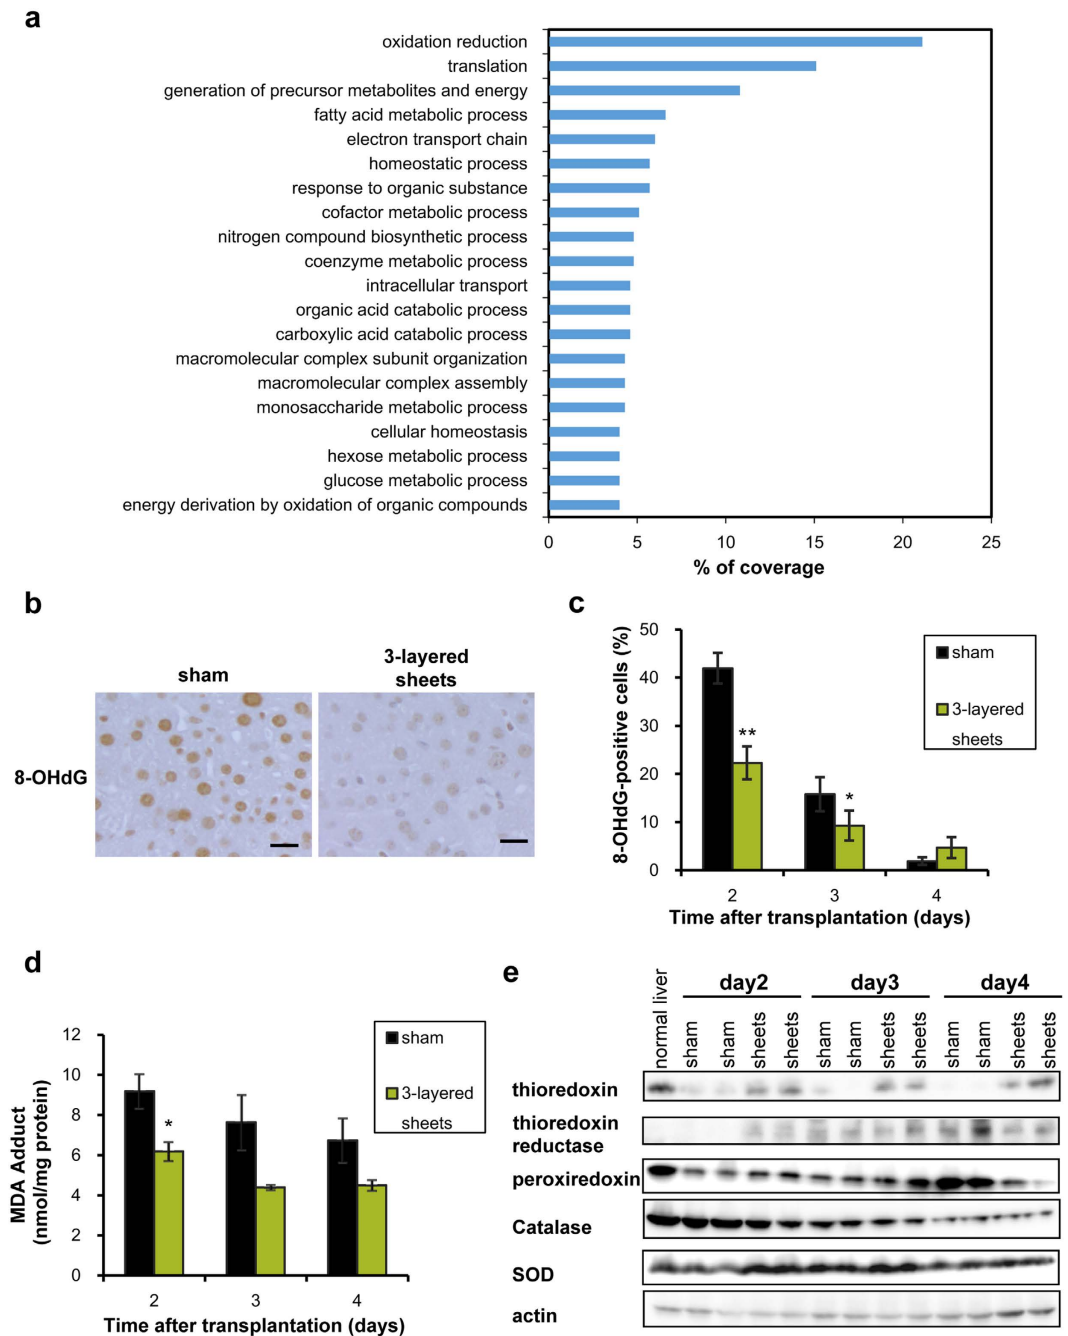 a
oxidation reduction
translation
generation of precursor metabolites and energy
fatty acid metabolic process
electron transport chain
homeostatic process
response to organic substance
cofactor metabolic process
nitrogen compound biosynthetic process
coenzyme metabolic process
intracellular transport
organic acid catabolic process
carboxylic acid catabolic process
macromolecular complex subunit organization
macromolecular complex assembly
monosaccharide metabolic process
cellular homeostasis
hexose metabolic process
glucose metabolic process
energy derivation by oxidation of organic compounds
0 5 10 15 20 25
% of coverage
b
sham
3-layered
sheets
8-OHdG
c
8-OHdG-positive cells (%)
50
40
30
20
10
0
sham
3-layered
sheets
**
*
2 3 4
Time after transplantation (days)
d
MDA Adduct
(nmol/mg protein)
12
10
8
6
4
2
0
sham
3-layered
sheets
*
2 3 4
Time after transplantation (days)
e
day2 day3 day4
normal liver sham sham sheets sheets sham sham sheets sheets sham sham sheets sheets
thioredoxin
thioredoxin
reductase
peroxiredoxin
Catalase
SOD
actin